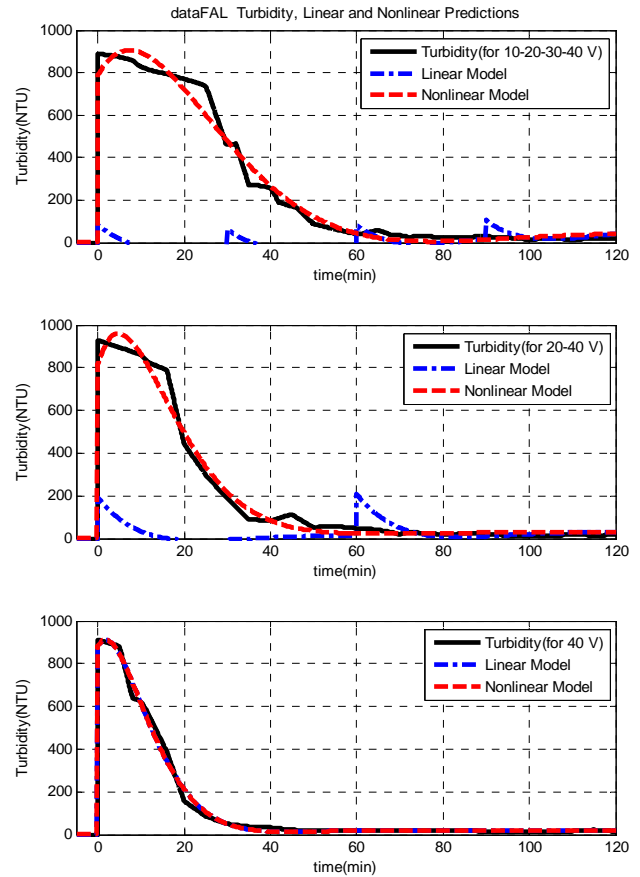 dataFAL Turbidity, Linear and Nonlinear Predictions
1000
800
600
400
200
0
Turbidity(NTU)
Turbidity(for 10-20-30-40 V)
Linear Model
Nonlinear Model
0 20 40 60 80 100 120
time(min)
1000
800
600
400
200
0
Turbidity(NTU)
Turbidity(for 20-40 V)
Linear Model
Nonlinear Model
0 20 40 60 80 100 120
time(min)
1000
800
600
400
200
0
Turbidity(NTU)
Turbidity(for 40 V)
Linear Model
Nonlinear Model
0 20 40 60 80 100 120
time(min)